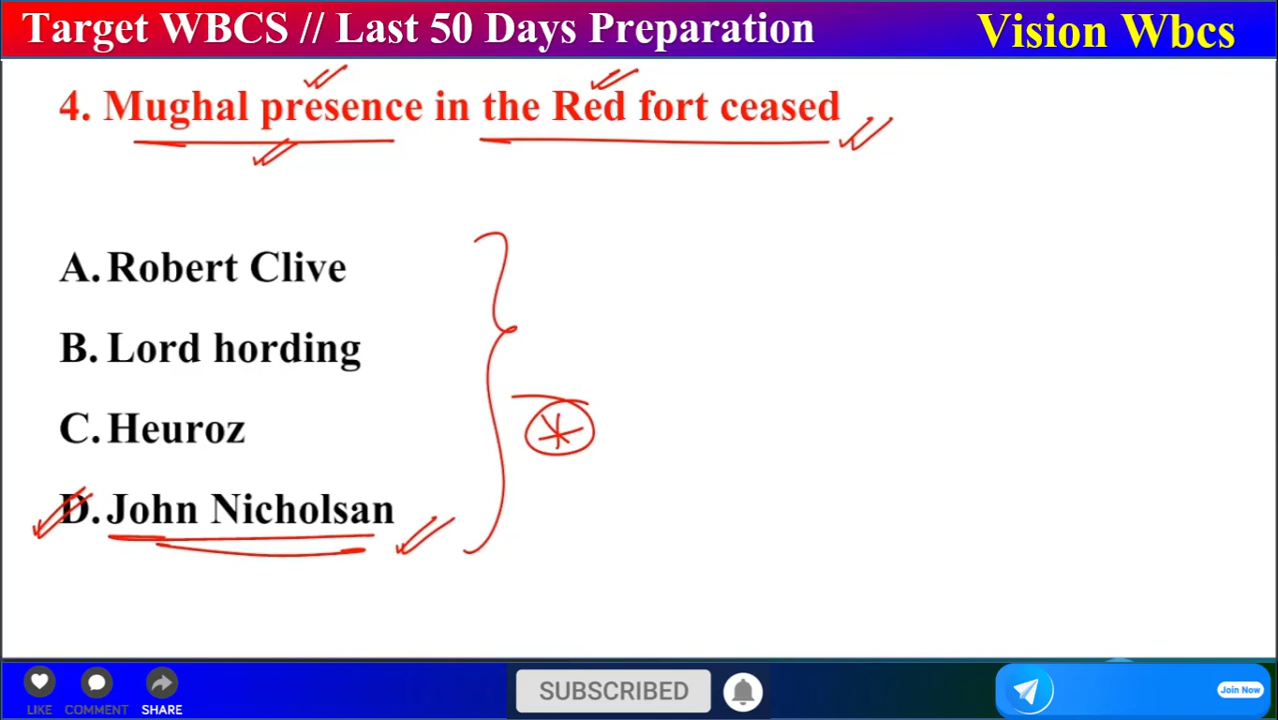 Target WBCS // Last 50 Days Preparation
Vision Wbcs
4. Mughal presence in the Red fort ceased
A. Robert Clive
B. Lord hording
C. Heuroz
D. John Nicholsan
LIKE
COMMENT
SHARE
SUBSCRIBED
Join Now